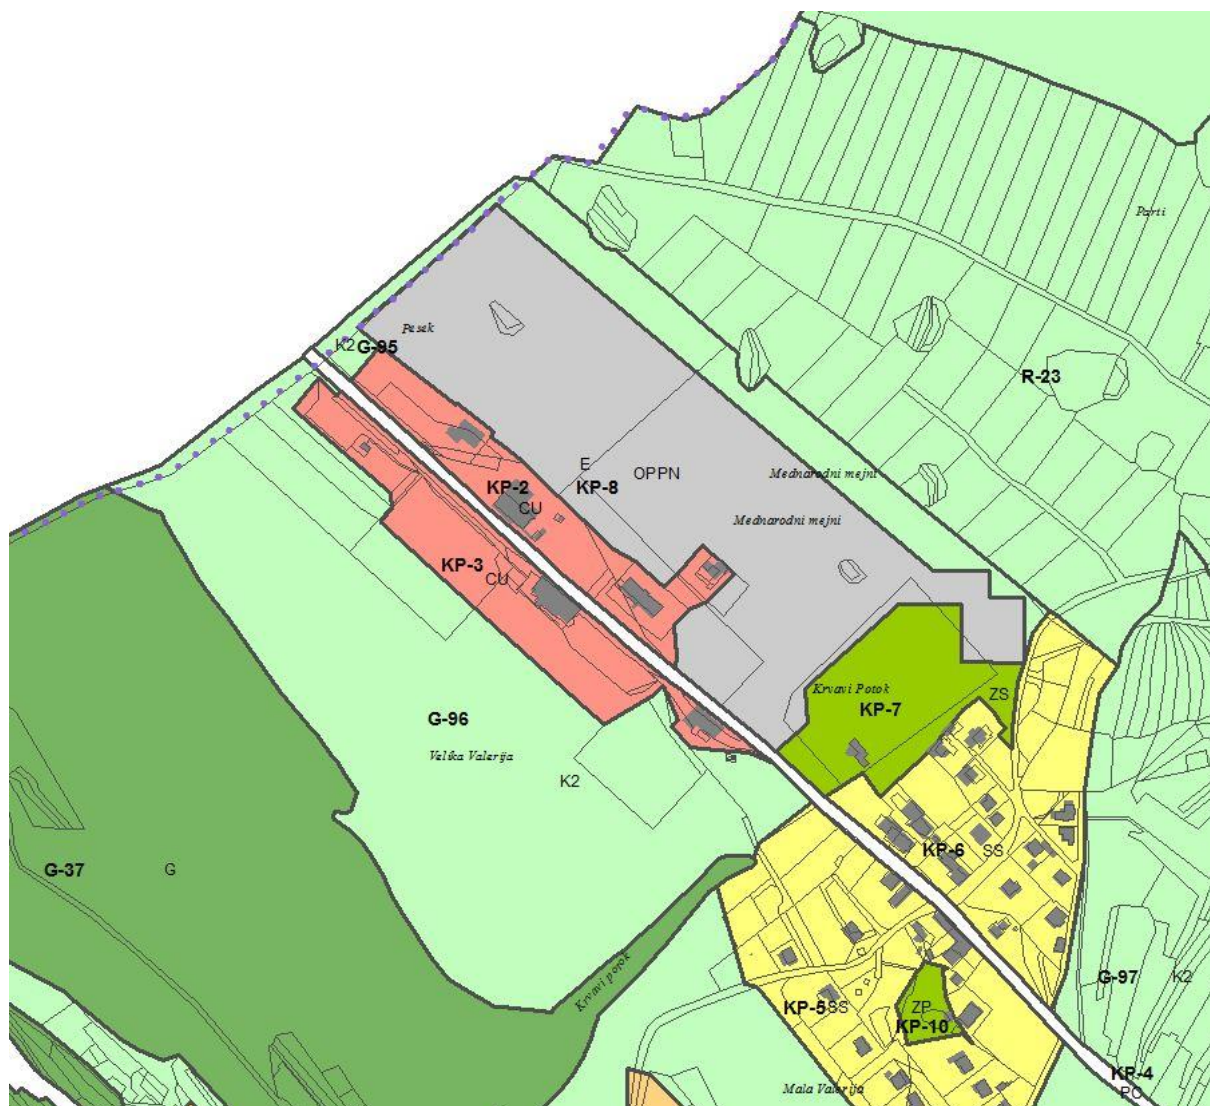 Parti
Pesek
K2
G-95
R-23
E
OPPN
Mednarodni mejni
KP-2
KP-8
CU
Mednarodni mejni
KP-3
CU
Krvavi Potok
ZS
KP-7
G-96
Velika Valerija
K2
KP-6
SS
G-37
G
Krvavi potok
G-97
K2
KP-5
SS
ZP
KP-10
KP-4
PC
Mala Valerija